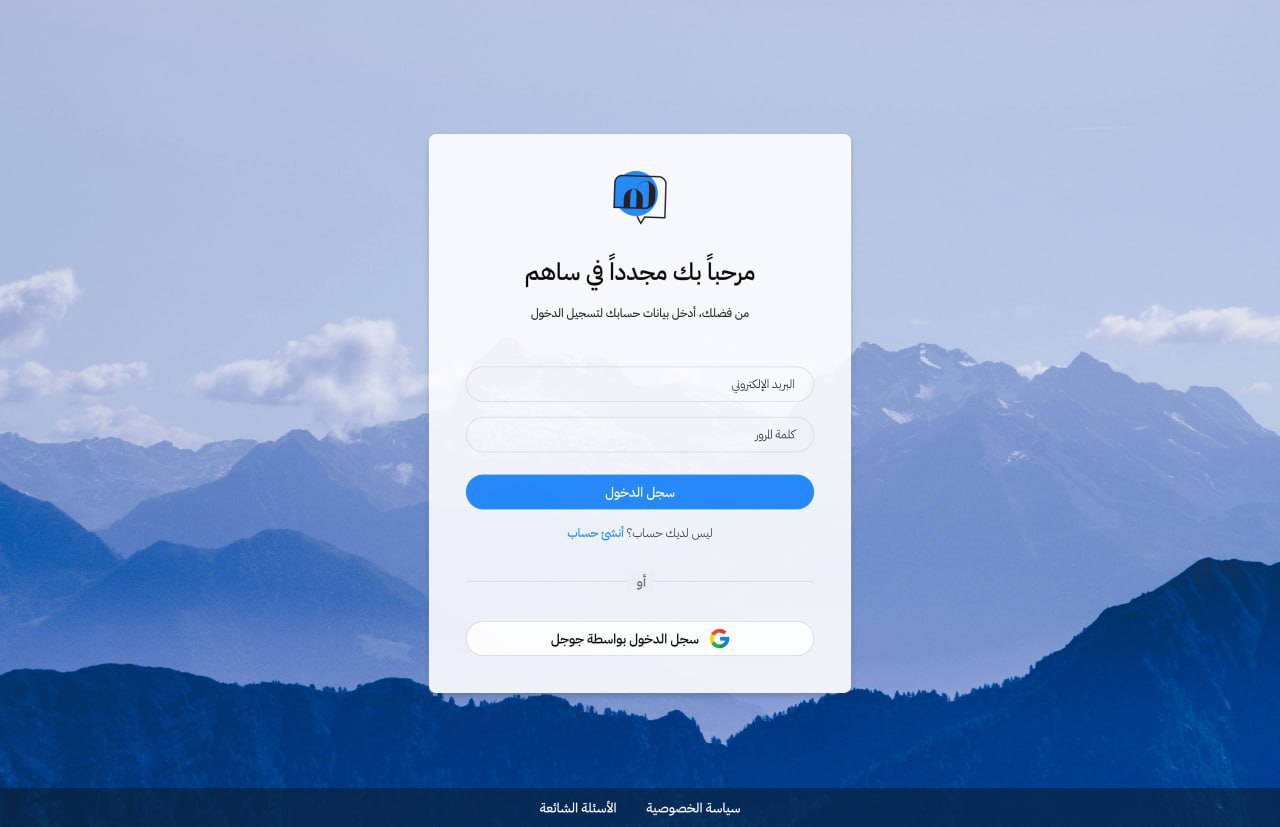 مرحباً بك مجدداً في ساهم
من فضلك، أدخل بيانات حسابك لتسجيل الدخول
البريد الإلكتروني
كلمة المرور
سجل الدخول
ليس لديك حساب؟ أنشئ حساب
أو
سجل الدخول بواسطة جوجل
سياسة الخصوصية
الأسئلة الشائعة